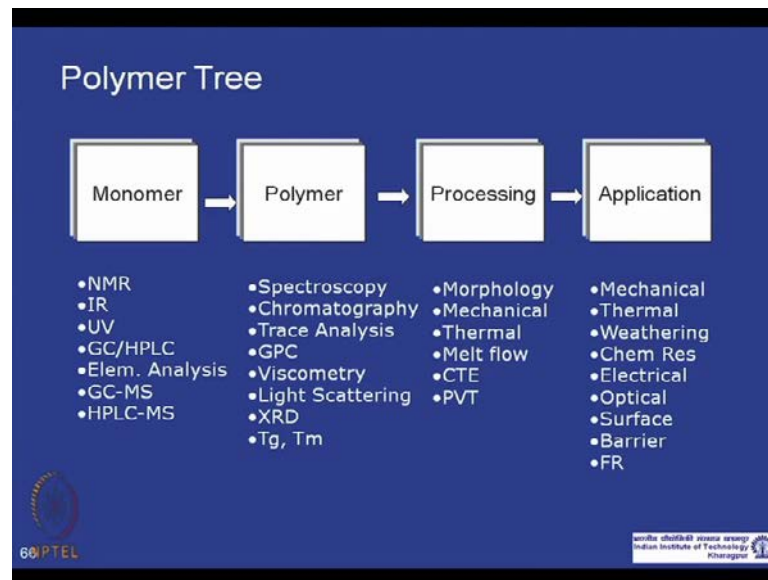 Polymer Tree
Monomer
Polymer
Processing
Application
•NMR
•IR
•UV
•GC/HPLC
•Elem. Analysis
•GC-MS
•HPLC-MS
•Spectroscopy
•Chromatography
•Trace Analysis
•GPC
•Viscometry
•Light Scattering
•XRD
•Tg, Tm
•Morphology
•Mechanical
•Thermal
•Melt flow
•CTE
•PVT
•Mechanical
•Thermal
•Weathering
•Chem Res
•Electrical
•Optical
•Surface
•Barrier
•FR
NPTEL
Indian Institute of Technology
Kharagpur